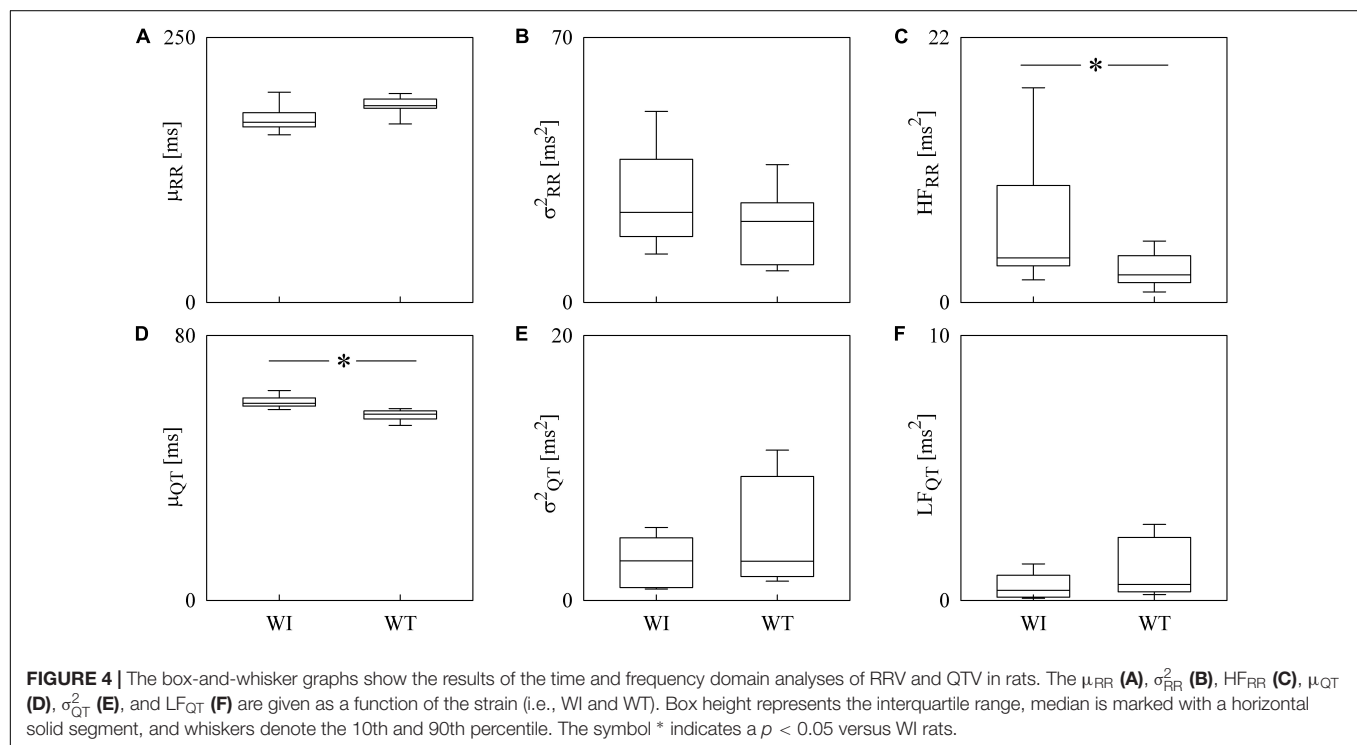 A
250
μRR [ms]
0
B
70
σ²RR [ms²]
0
C
22
*
HFRR [ms²]
0
D
80
*
μQT [ms]
0
WI
WT
E
20
σ²QT [ms²]
0
WI
WT
F
10
LFQT [ms²]
0
WI
WT
FIGURE 4 | The box-and-whisker graphs show the results of the time and frequency domain analyses of RRV and QTV in rats. The μRR (A), σ²RR (B), HFRR (C), μQT
(D), σ²QT (E), and LFQT (F) are given as a function of the strain (i.e., WI and WT). Box height represents the interquartile range, median is marked with a horizontal
solid segment, and whiskers denote the 10th and 90th percentile. The symbol * indicates a p < 0.05 versus WI rats.